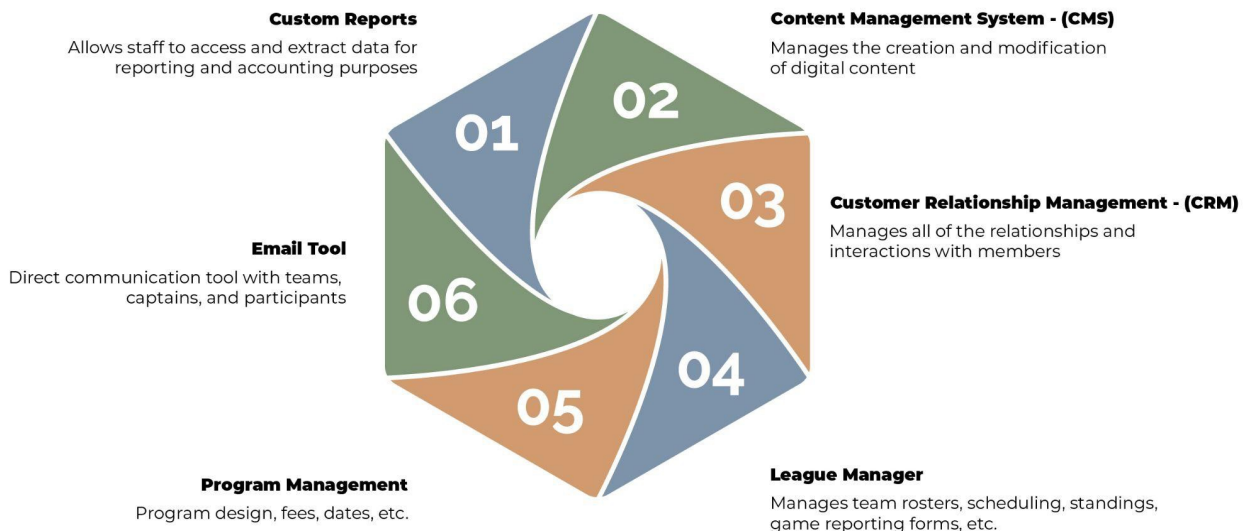 Custom Reports
Allows staff to access and extract data for
reporting and accounting purposes
01
Content Management System - (CMS)
Manages the creation and modification
of digital content
02
Customer Relationship Management - (CRM)
Manages all of the relationships and
interactions with members
03
League Manager
Manages team rosters, scheduling, standings,
game reporting forms, etc.
04
Program Management
Program design, fees, dates, etc.
05
Email Tool
Direct communication tool with teams,
captains, and participants
06